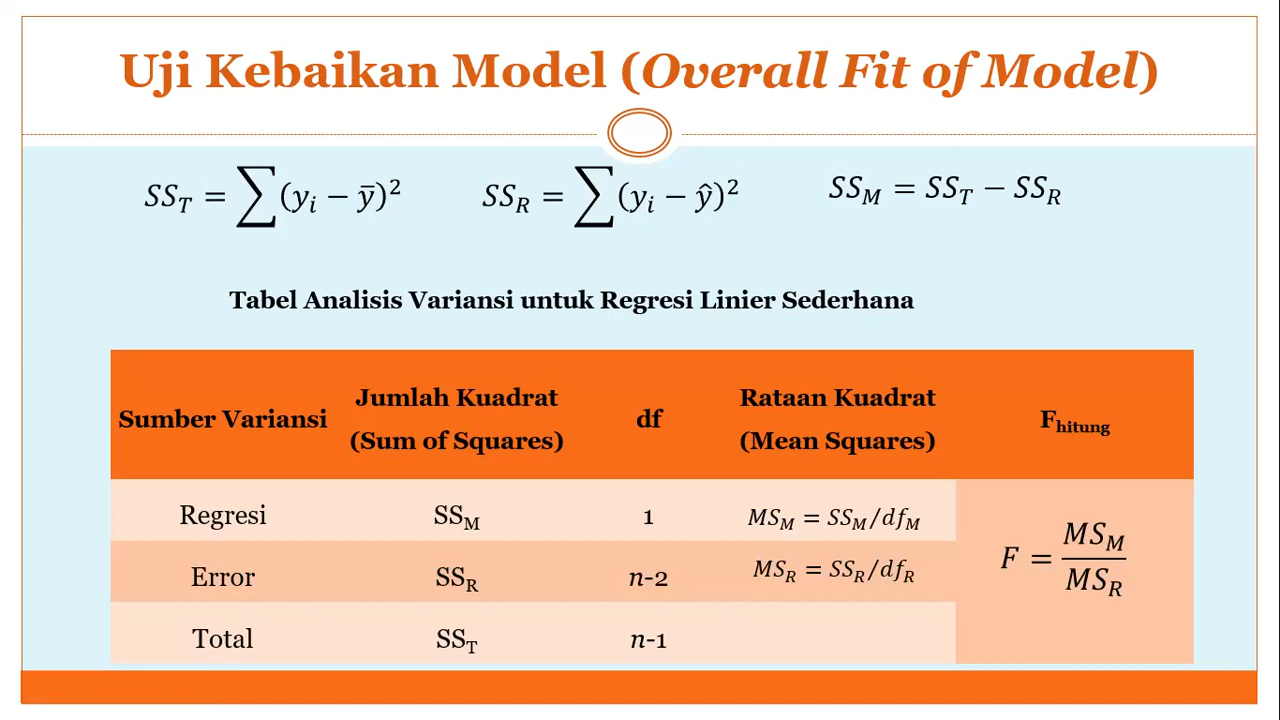 Uji Kebaikan Model (Overall Fit of Model)
SS_T = ∑(y_i − ȳ)²
SS_R = ∑(y_i − ŷ)²
SS_M = SS_T − SS_R
Tabel Analisis Variansi untuk Regresi Linier Sederhana
Sumber Variansi
Jumlah Kuadrat
(Sum of Squares)
df
Rataan Kuadrat
(Mean Squares)
F_hitung
Regresi
SS_M
1
MS_M = SS_M/df_M
F = MS_M/MS_R
Error
SS_R
n-2
MS_R = SS_R/df_R
Total
SS_T
n-1